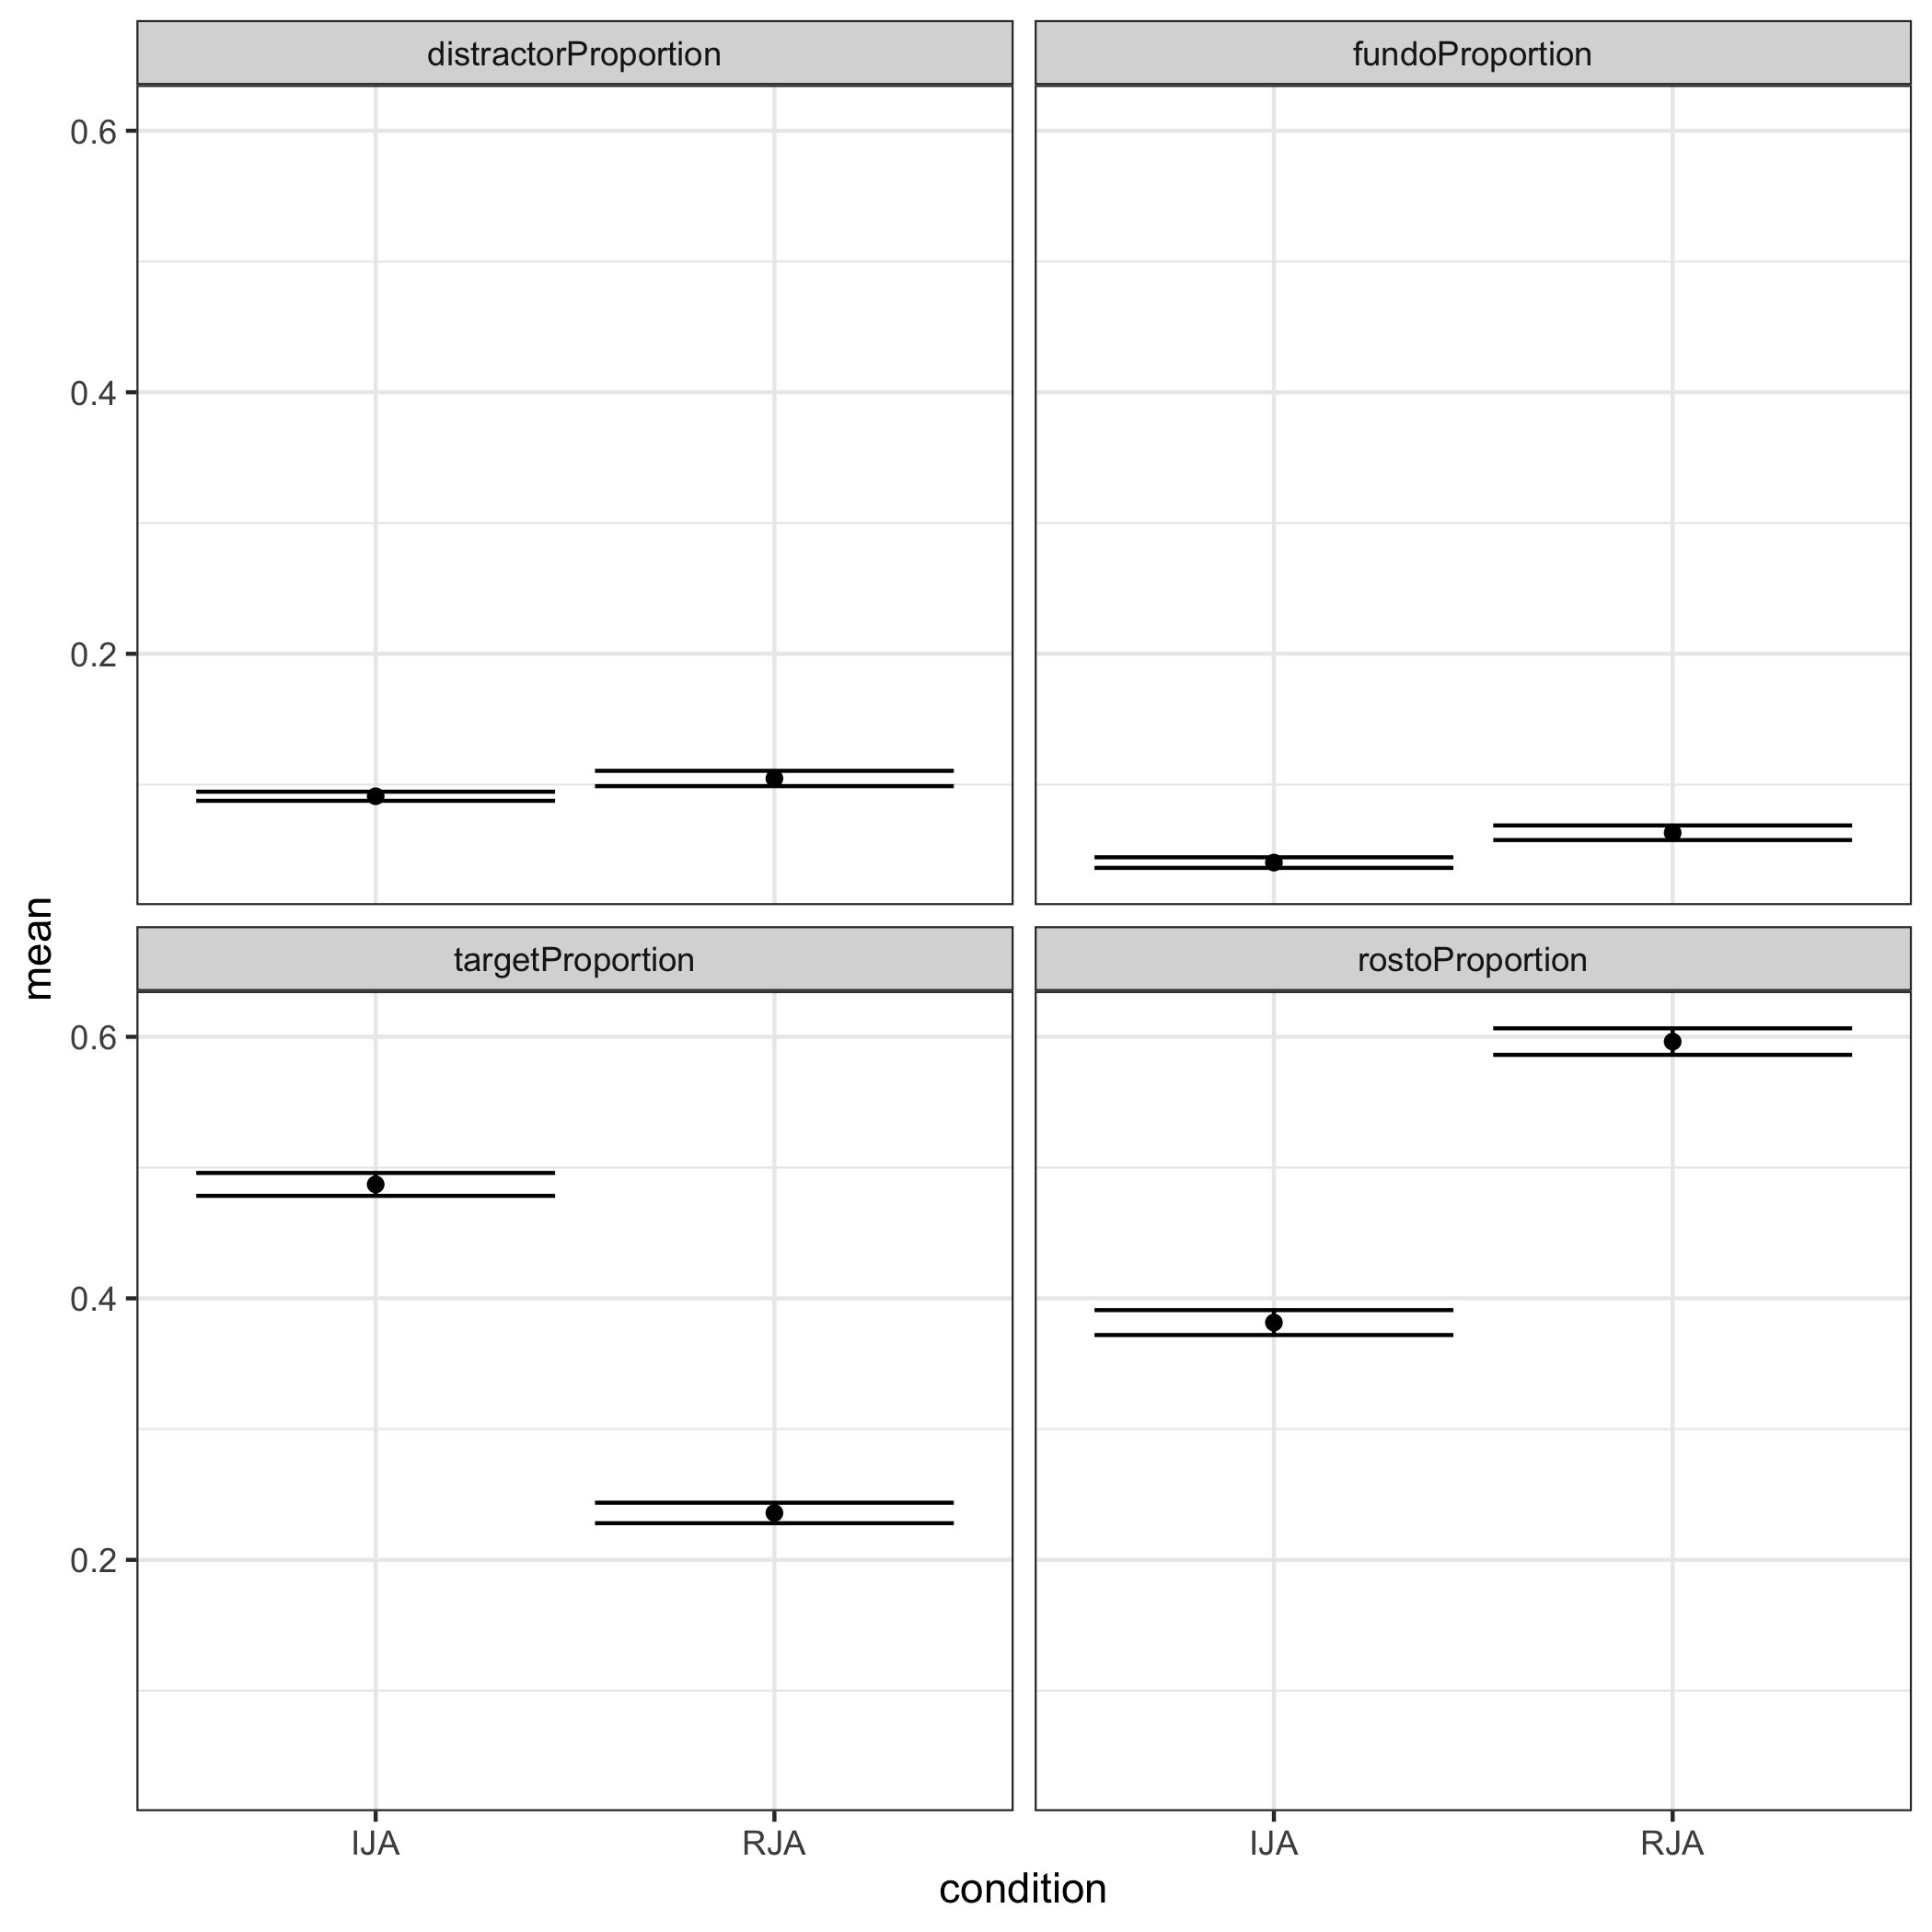 distractorProportion
fundoProportion
0.6
0.4
0.2
mean
targetProportion
rostoProportion
0.6
0.4
0.2
IJA
RJA
IJA
RJA
condition